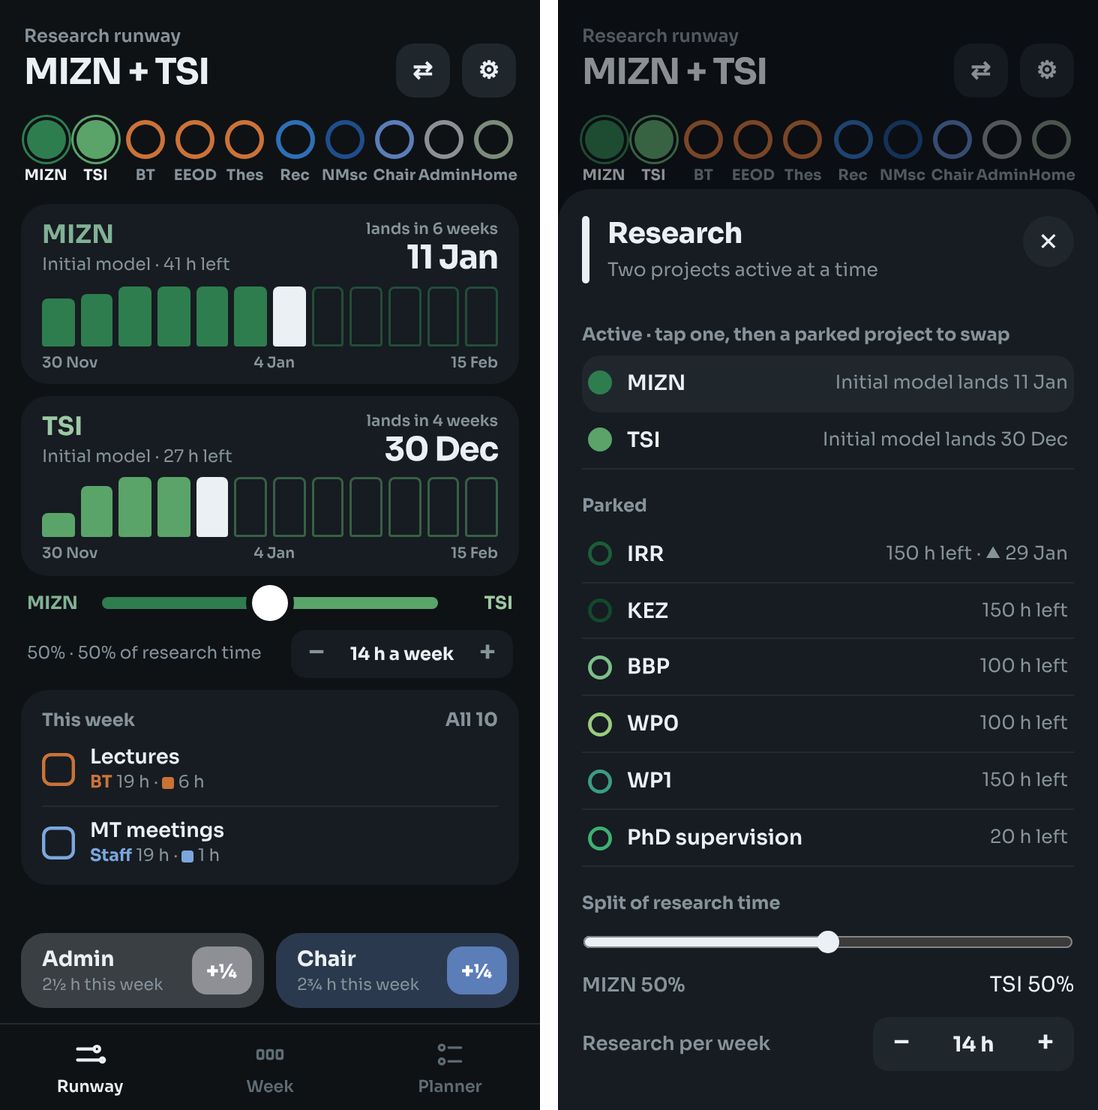 Research runway
MIZN + TSI
MIZN TSI BT EEOD Thes Rec NMsc Chair Admin Home
MIZN
lands in 6 weeks
Initial model · 41 h left
11 Jan
30 Nov 4 Jan 15 Feb
TSI
lands in 4 weeks
Initial model · 27 h left
30 Dec
30 Nov 4 Jan 15 Feb
MIZN TSI
50% · 50% of research time
− 14 h a week +
This week All 10
Lectures
BT 19 h · 6 h
MT meetings
Staff 19 h · 1 h
Admin
2½ h this week
+¼
Chair
2¾ h this week
+¼
Runway Week Planner
Research runway
MIZN + TSI
MIZN TSI BT EEOD Thes Rec NMsc Chair Admin Home
Research
Two projects active at a time
Active · tap one, then a parked project to swap
MIZN Initial model lands 11 Jan
TSI Initial model lands 30 Dec
Parked
IRR 150 h left · ▲ 29 Jan
KEZ 150 h left
BBP 100 h left
WP0 100 h left
WP1 150 h left
PhD supervision 20 h left
Split of research time
MIZN 50% TSI 50%
Research per week − 14 h +